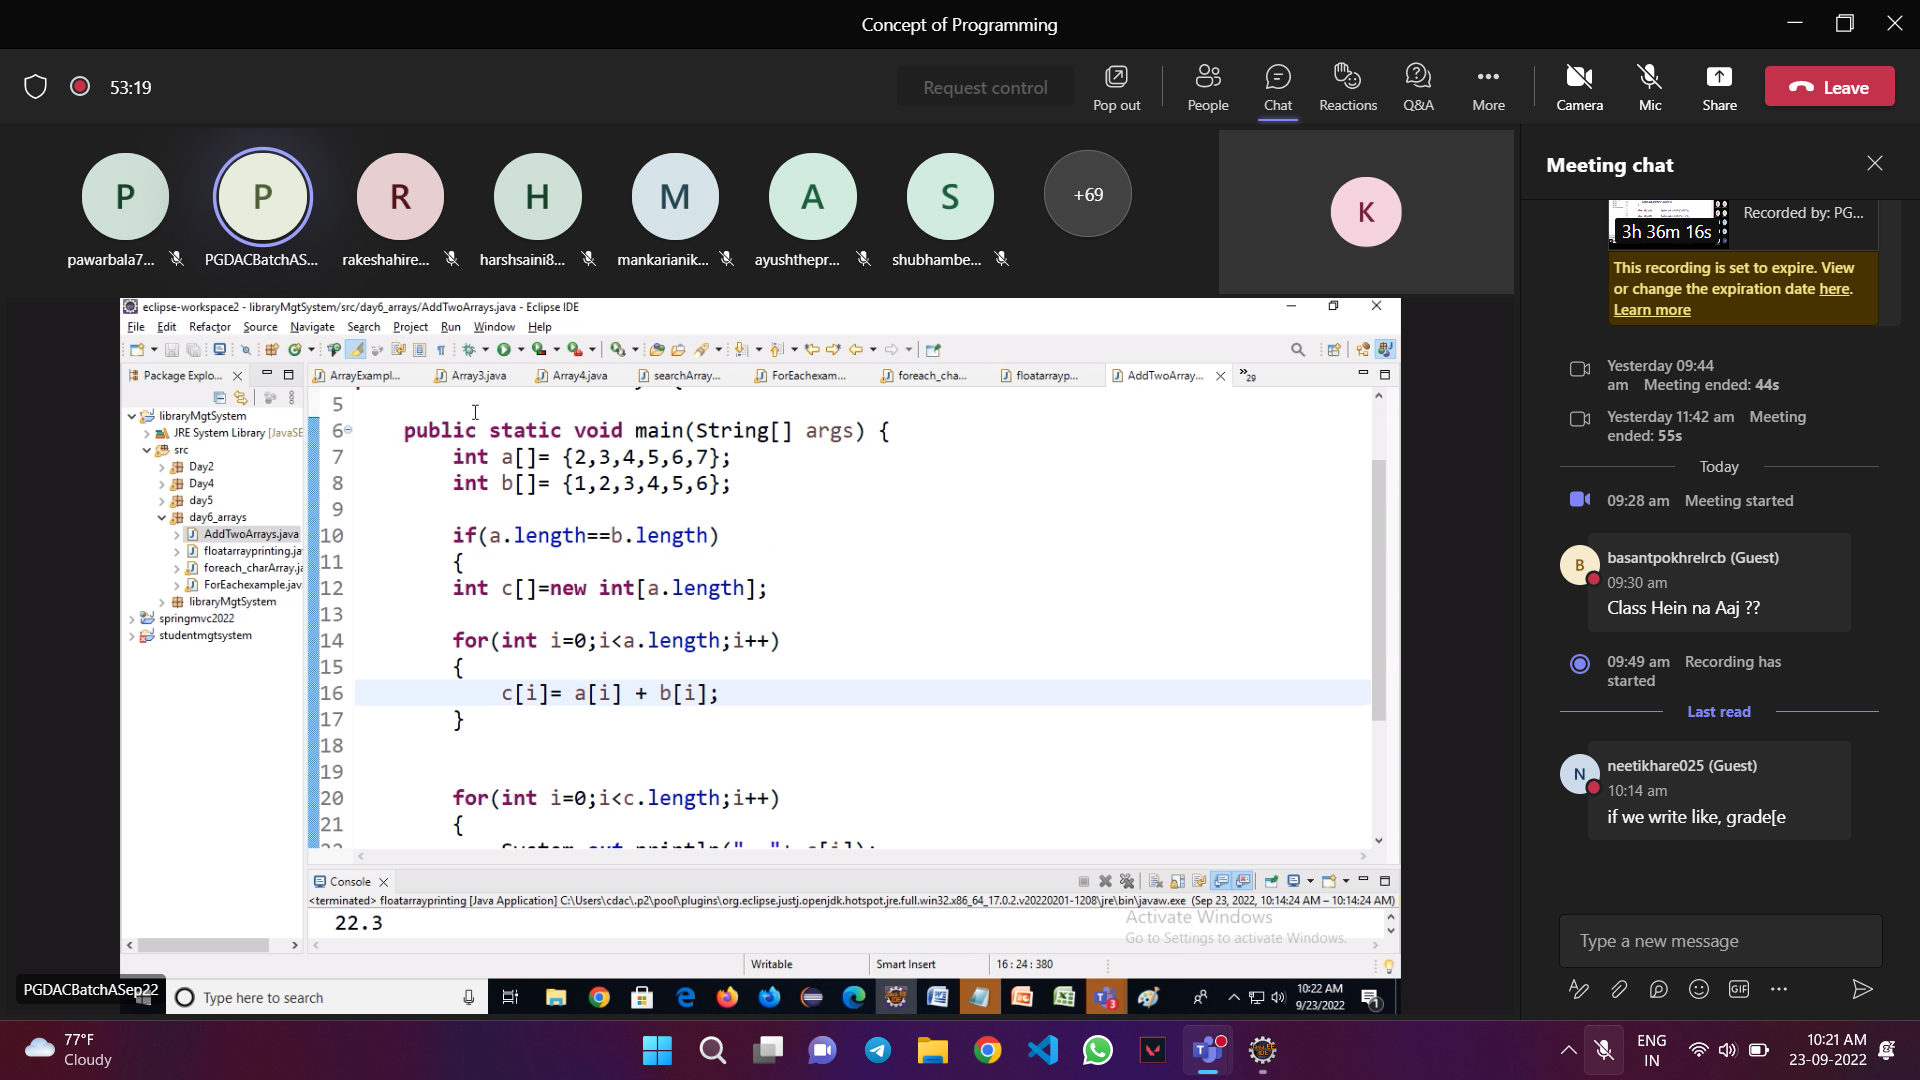 Concept of Programming
53:19
Request control
Pop out
People
Chat
Reactions
Q&A
More
Camera
Mic
Share
Leave
P
P
R
H
M
A
S
+69
K
pawarbala7...
PGDACBatchAS...
rakeshahire...
harshsaini8...
mankarianik...
ayushthepr...
shubhambe...
Meeting chat
3h 36m 16s
Recorded by: PG...
This recording is set to expire. View
or change the expiration date here.
Learn more
Yesterday 09:44
am Meeting ended: 44s
Yesterday 11:42 am Meeting
ended: 55s
Today
09:28 am Meeting started
B
basantpokhrelrcb (Guest)
09:30 am
Class Hein na Aaj ??
09:49 am Recording has
started
Last read
N
neetikhare025 (Guest)
10:14 am
if we write like, grade[e
Type a new message
GIF
eclipse-workspace2 - libraryMgtSystem/src/day6_arrays/AddTwoArrays.java - Eclipse IDE
File Edit Refactor Source Navigate Search Project Run Window Help
Package Explo...
ArrayExampl...
Array3.java
Array4.java
searchArray...
ForEachexam...
foreach_cha...
floatarrayp...
AddTwoArray...
29
libraryMgtSystem
JRE System Library [JavaSE
src
Day2
Day4
day5
day6_arrays
AddTwoArrays.java
floatarrayprinting.ja
foreach_charArray.ja
ForEachexample.jav
libraryMgtSystem
springmvc2022
studentmgtsystem
5
6 public static void main(String[] args) {
7 int a[]= {2,3,4,5,6,7};
8 int b[]= {1,2,3,4,5,6};
9
10 if(a.length==b.length)
11 {
12 int c[]=new int[a.length];
13
14 for(int i=0;i<a.length;i++)
15 {
16 c[i]= a[i] + b[i];
17 }
18
19
20 for(int i=0;i<c.length;i++)
21 {
Console
<terminated> floatarrayprinting [Java Application] C:\Users\cdac\.p2\pool\plugins\org.eclipse.justj.openjdk.hotspot.jre.full.win32.x86_64_17.0.2.v20220201-1208\jre\bin\javaw.exe (Sep 23, 2022, 10:14:24 AM – 10:14:24 AM)
22.3
Activate Windows
Go to Settings to activate Windows.
Writable
Smart Insert
16 : 24 : 380
PGDACBatchASep22
Type here to search
10:22 AM
9/23/2022
1
77°F
Cloudy
ENG
IN
10:21 AM
23-09-2022